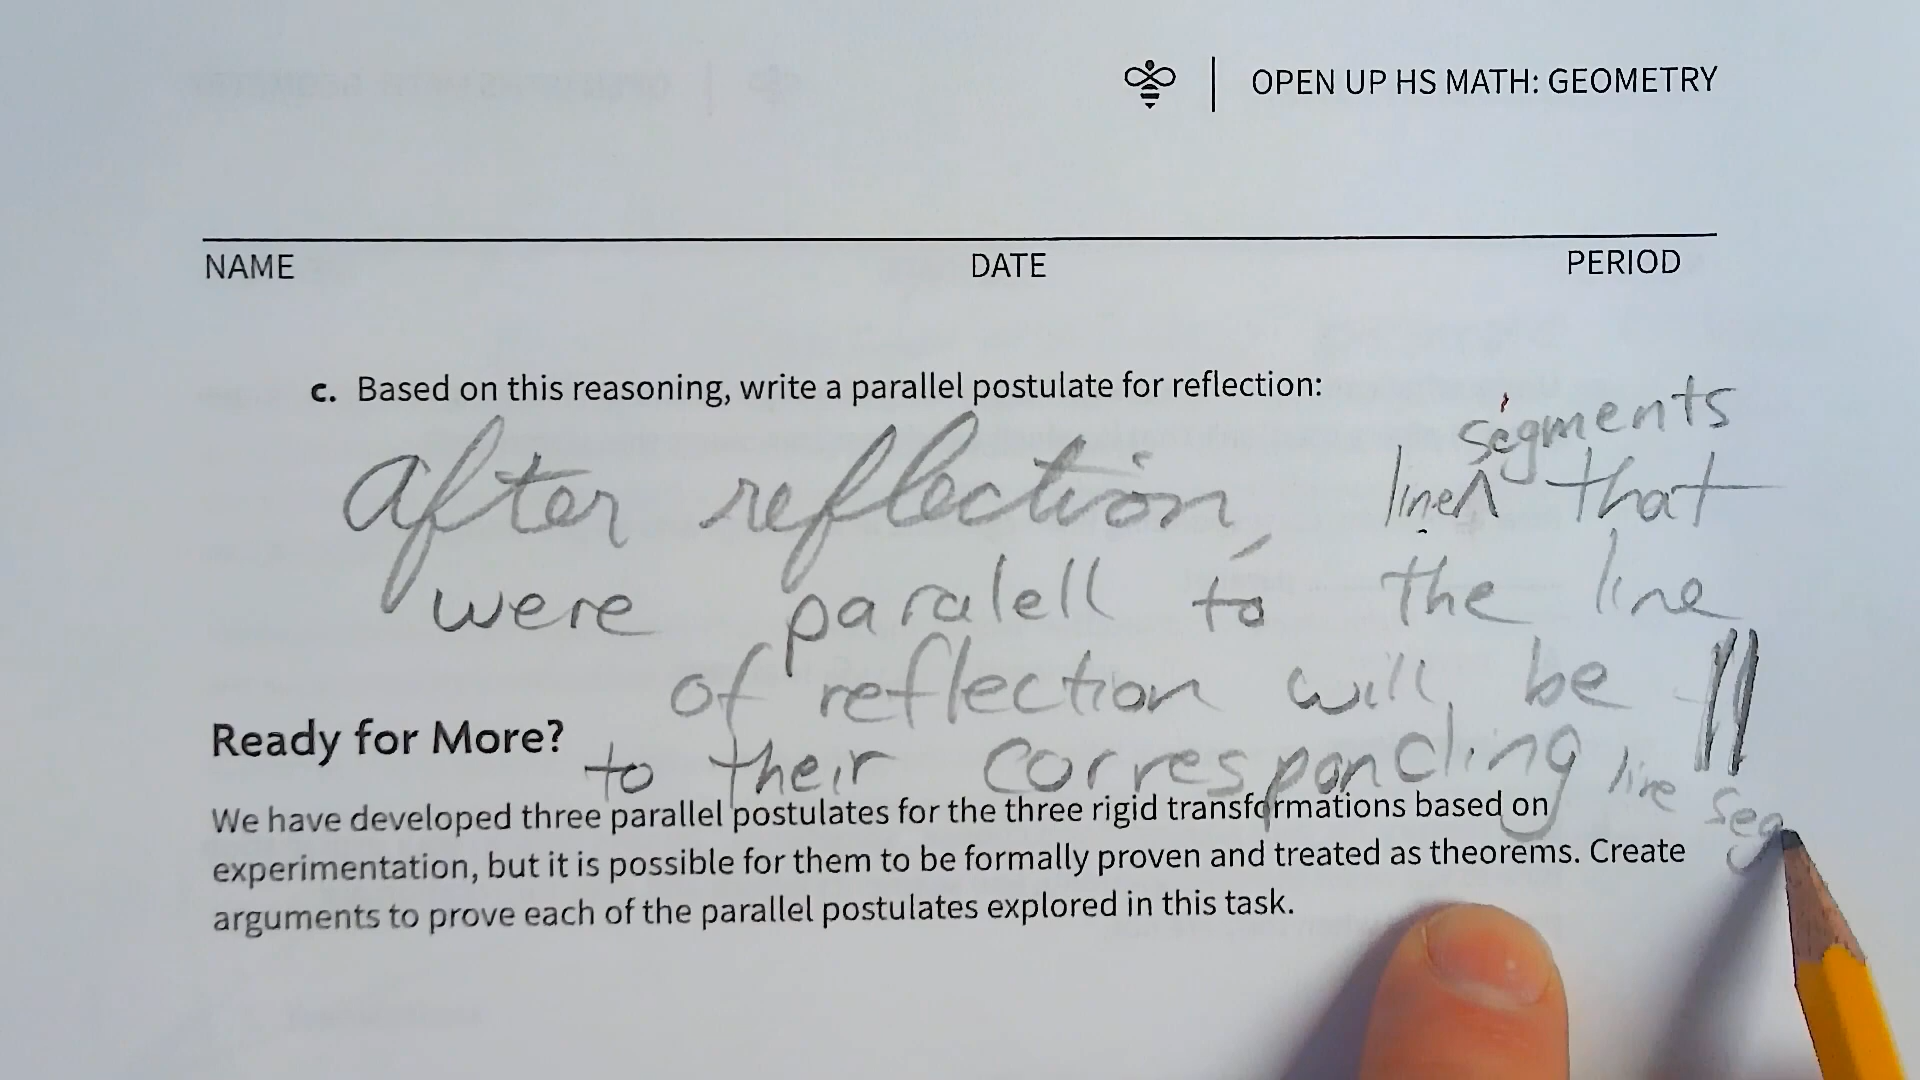 OPEN UP HS MATH: GEOMETRY
NAME DATE PERIOD
c. Based on this reasoning, write a parallel postulate for reflection:
segments
after reflection, line^ that
were paralell to the line
of reflection will be ||
to their corresponding line seg
Ready for More?
We have developed three parallel postulates for the three rigid transformations based on
experimentation, but it is possible for them to be formally proven and treated as theorems. Create
arguments to prove each of the parallel postulates explored in this task.